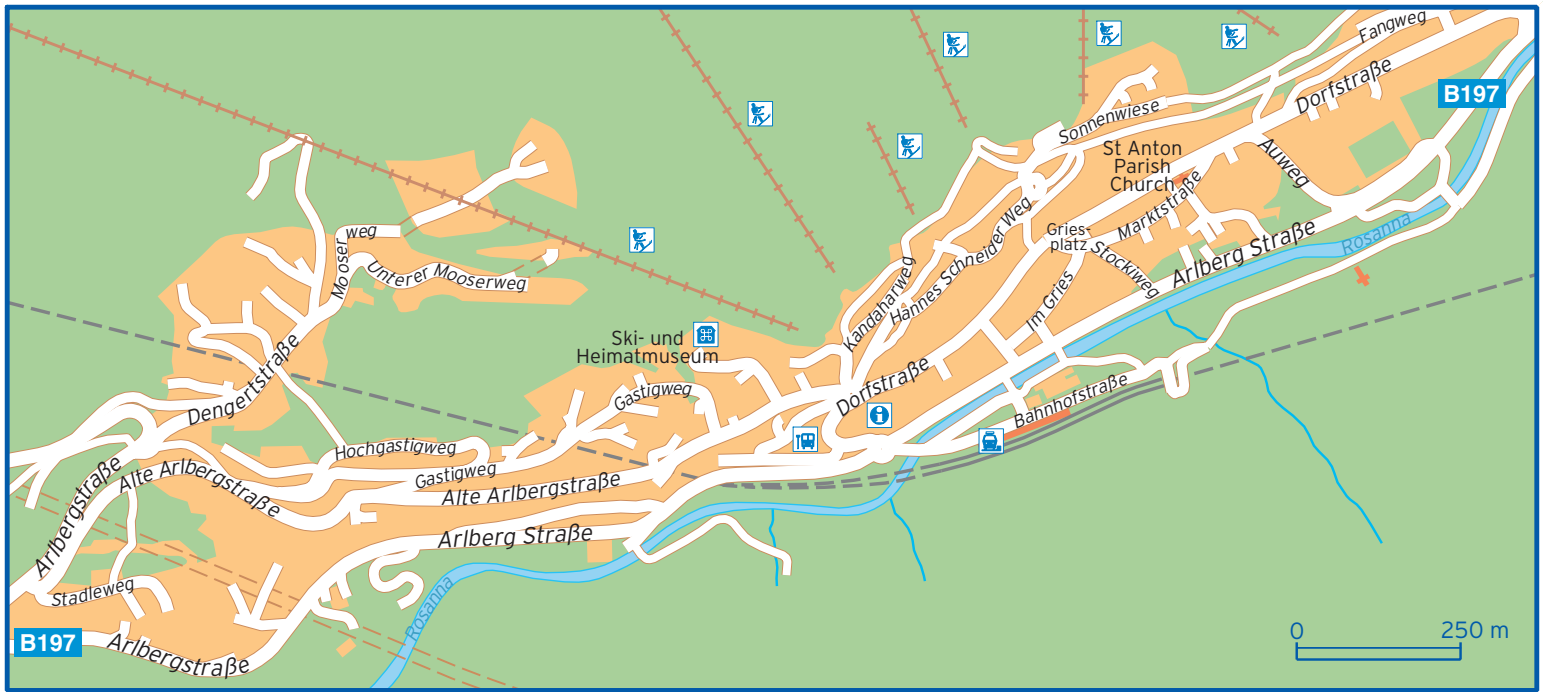 Fangweg
B197
Dorfstraße
Sonnenwiese
St Anton
Parish
Church
Auweg
Marktstraße
Gries-
platz
Stockiweg
Arlberg Straße
Rosanna
Hannes Schneider Weg
Kandaharweg
Im Gries
Mooser
weg
Unterer Mooserweg
Ski- und
Heimatmuseum
Dengertstraße
Gastigweg
Dorfstraße
Bahnhofstraße
Hochgastigweg
Gastigweg
Alte Arlbergstraße
Alte Arlbergstraße
Arlbergstraße
Arlberg Straße
Stadleweg
Rosanna
B197
Arlbergstraße
0 250 m